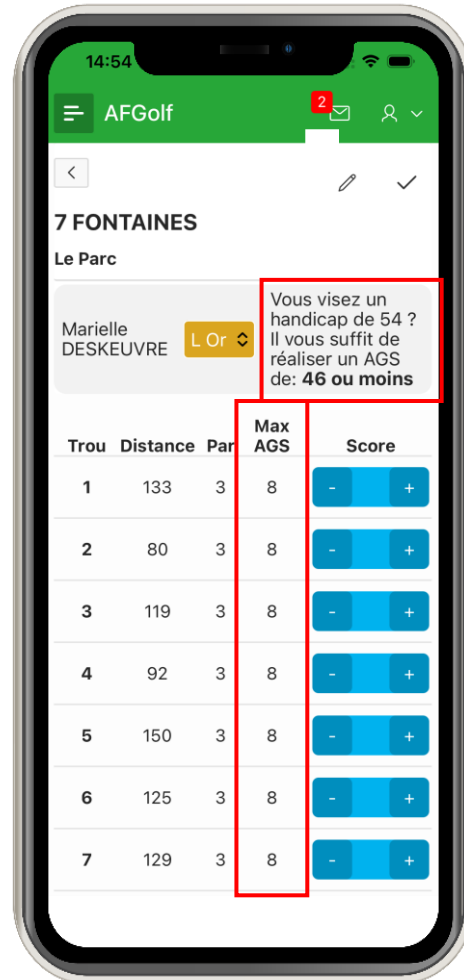 14:54
AFGolf
2
7 FONTAINES
Le Parc
Marielle
DESKEUVRE
L Or
Vous visez un
handicap de 54 ?
Il vous suffit de
réaliser un AGS
de: 46 ou moins
Trou Distance Par Max AGS Score
1 133 3 8 - +
2 80 3 8 - +
3 119 3 8 - +
4 92 3 8 - +
5 150 3 8 - +
6 125 3 8 - +
7 129 3 8 - +